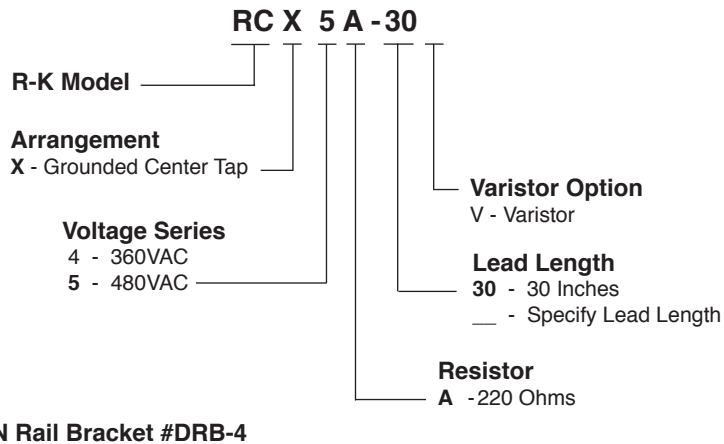 RC X 5 A - 30
R-K Model
Arrangement
X - Grounded Center Tap
Voltage Series
4 - 360VAC
5 - 480VAC
Varistor Option
V - Varistor
Lead Length
30 - 30 Inches
__ - Specify Lead Length
Resistor
A - 220 Ohms
N Rail Bracket #DRB-4